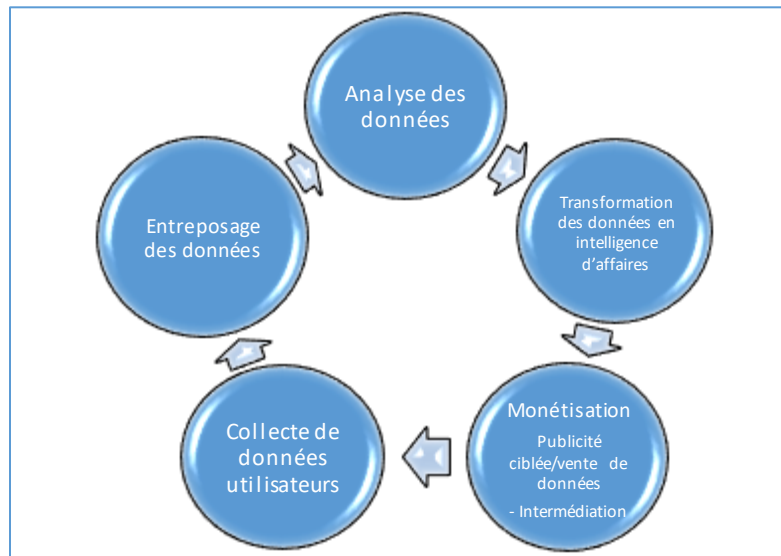 Analyse des
données
Transformation
des données en
intelligence
d'affaires
Monétisation
Publicité
ciblée/vente de
données
- Intermédiation
Collecte de
données
utilisateurs
Entreposage
des données